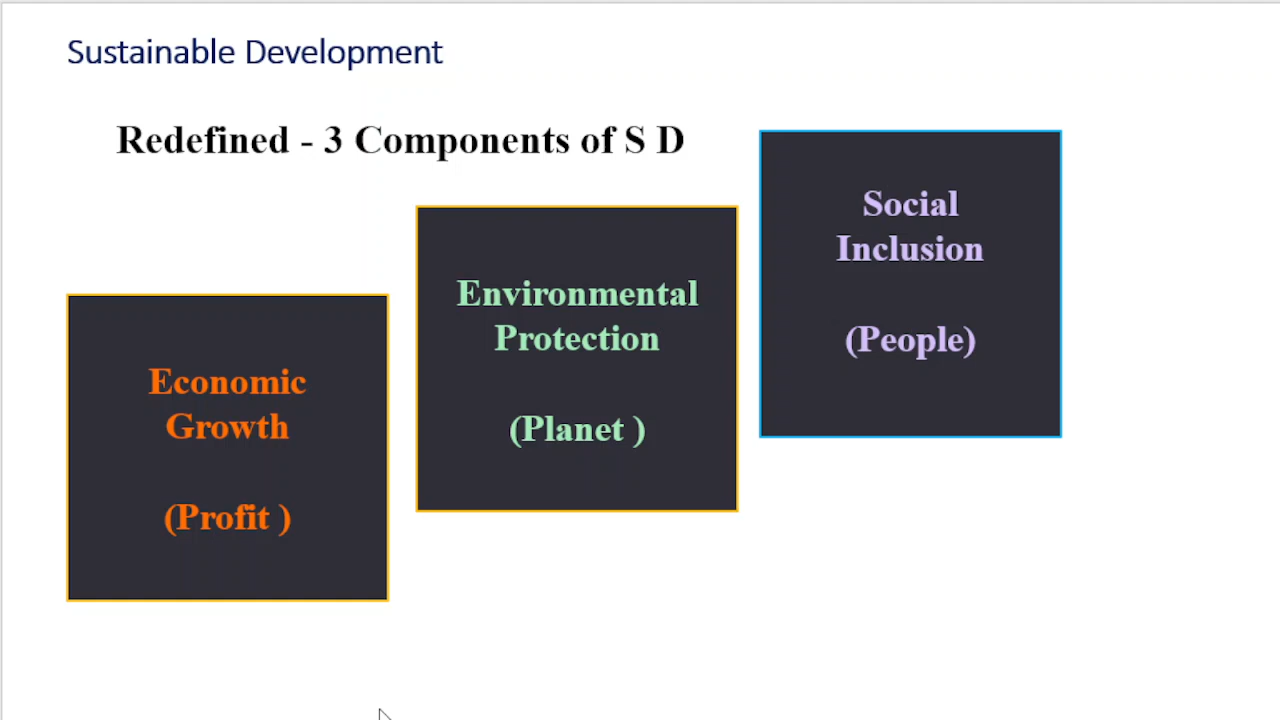 Sustainable Development
Redefined - 3 Components of S D
Economic
Growth
(Profit )
Environmental
Protection
(Planet )
Social
Inclusion
(People)